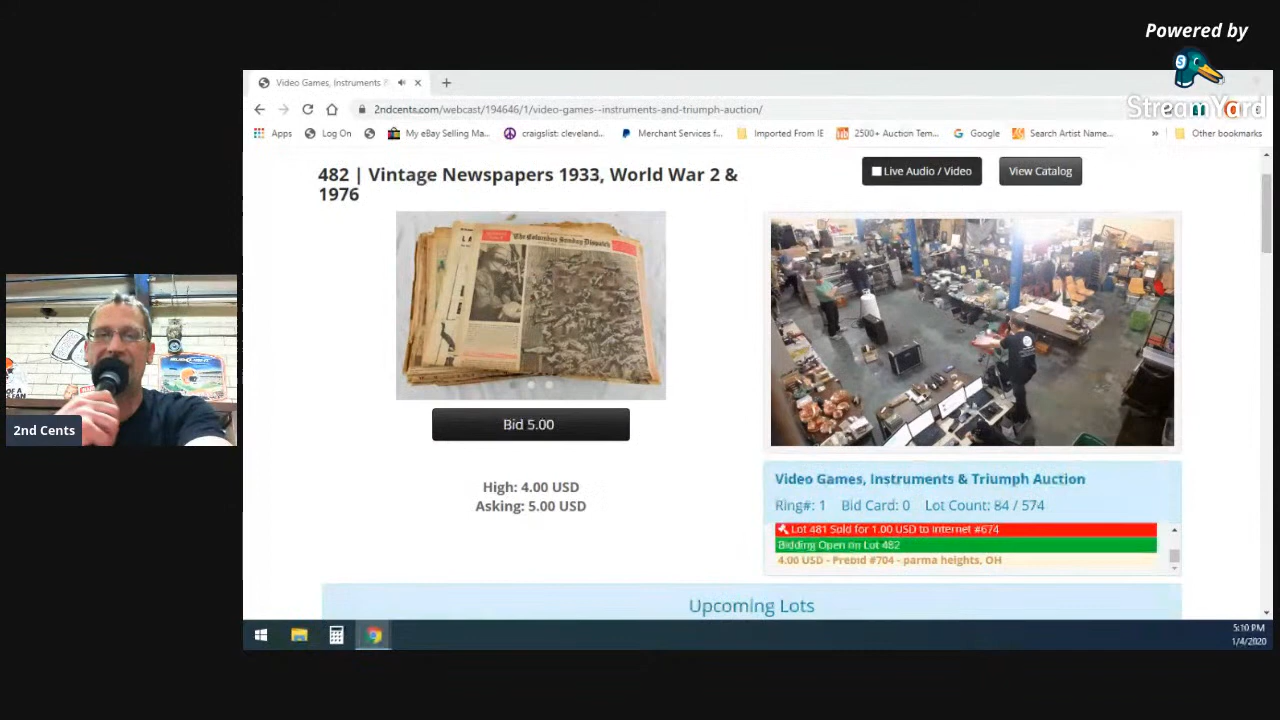 Powered by
StreamYard
Video Games, Instruments
2ndcents.com/webcast/194646/1/video-games--instruments-and-triumph-auction/
Apps
Log On
My eBay Selling Ma...
craigslist: cleveland...
Merchant Services f...
Imported From IE
2500+ Auction Tem...
Google
Search Artist Name...
Other bookmarks
482 | Vintage Newspapers 1933, World War 2 &
1976
Live Audio / Video
View Catalog
The Columbus Sunday Dispatch
Bid 5.00
High: 4.00 USD
Asking: 5.00 USD
Video Games, Instruments & Triumph Auction
Ring#: 1 Bid Card: 0 Lot Count: 84 / 574
Lot 481 Sold for 1.00 USD to Internet #674
Bidding Open on Lot 482
4.00 USD - Prebid #704 - parma heights, OH
Upcoming Lots
2nd Cents
5:10 PM
1/4/2020